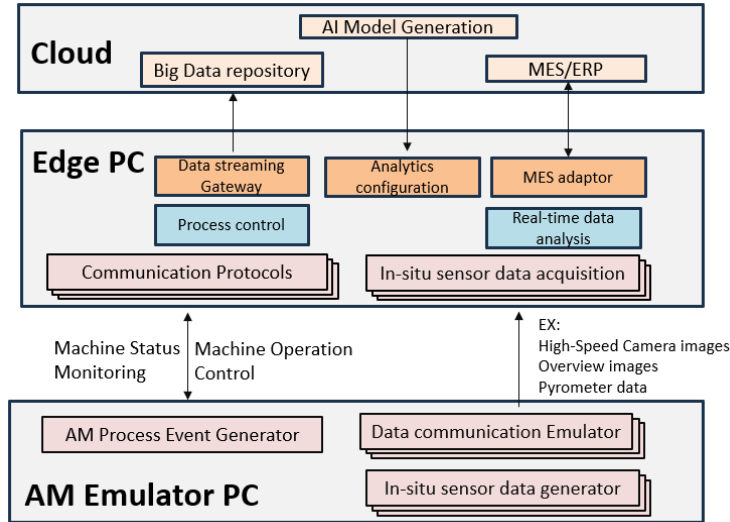 AI Model Generation
Cloud
Big Data repository
MES/ERP
Edge PC
Data streaming
Gateway
Analytics
configuration
MES adaptor
Process control
Real-time data
analysis
Communication Protocols
In-situ sensor data acquisition
Machine Status
Monitoring
Machine Operation
Control
EX:
High-Speed Camera images
Overview images
Pyrometer data
AM Process Event Generator
Data communication Emulator
AM Emulator PC
In-situ sensor data generator